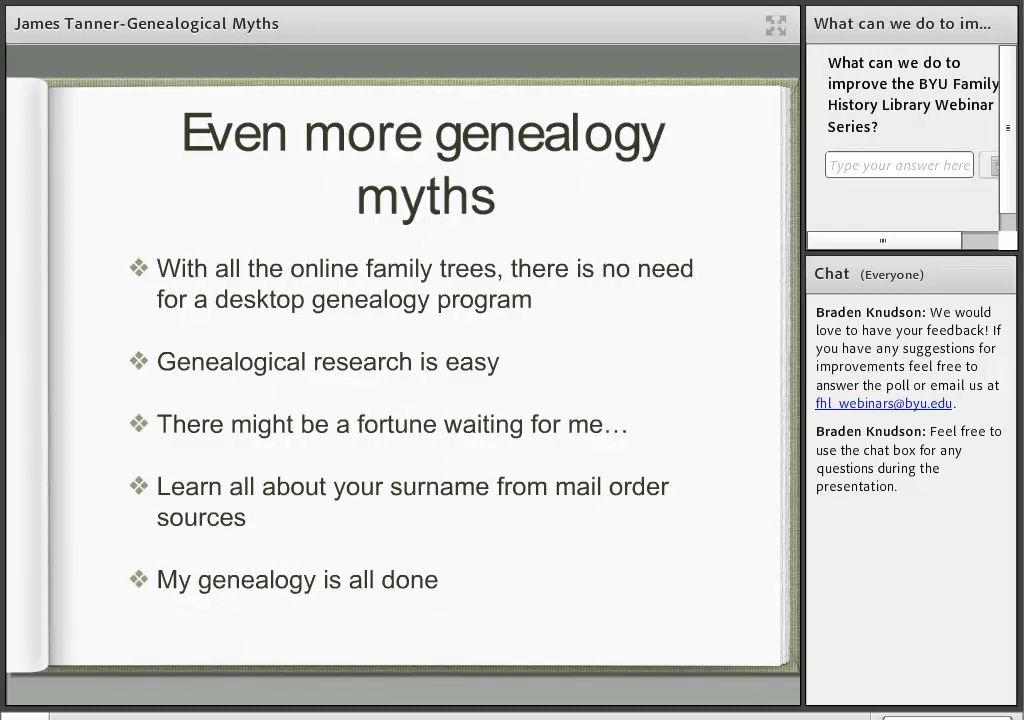 James Tanner-Genealogical Myths
Even more genealogy
myths
With all the online family trees, there is no need
for a desktop genealogy program
Genealogical research is easy
There might be a fortune waiting for me…
Learn all about your surname from mail order
sources
My genealogy is all done
What can we do to im...
What can we do to
improve the BYU Family
History Library Webinar
Series?
Type your answer here
Chat (Everyone)
Braden Knudson: We would
love to have your feedback! If
you have any suggestions for
improvements feel free to
answer the poll or email us at
fhl_webinars@byu.edu.
Braden Knudson: Feel free to
use the chat box for any
questions during the
presentation.